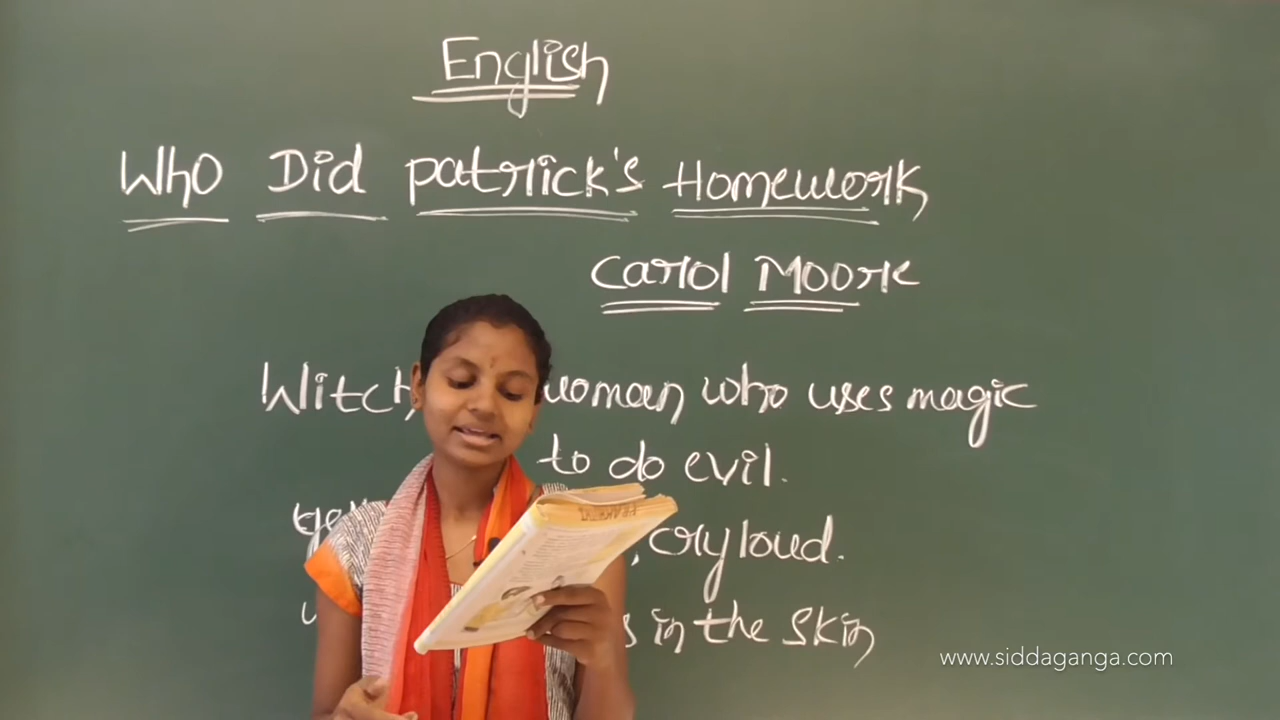 English
Who Did Patrick's Homework
Carol Moore
Witch woman who uses magic
to do evil.
, cry loud.
in the skin
www.siddaganga.com